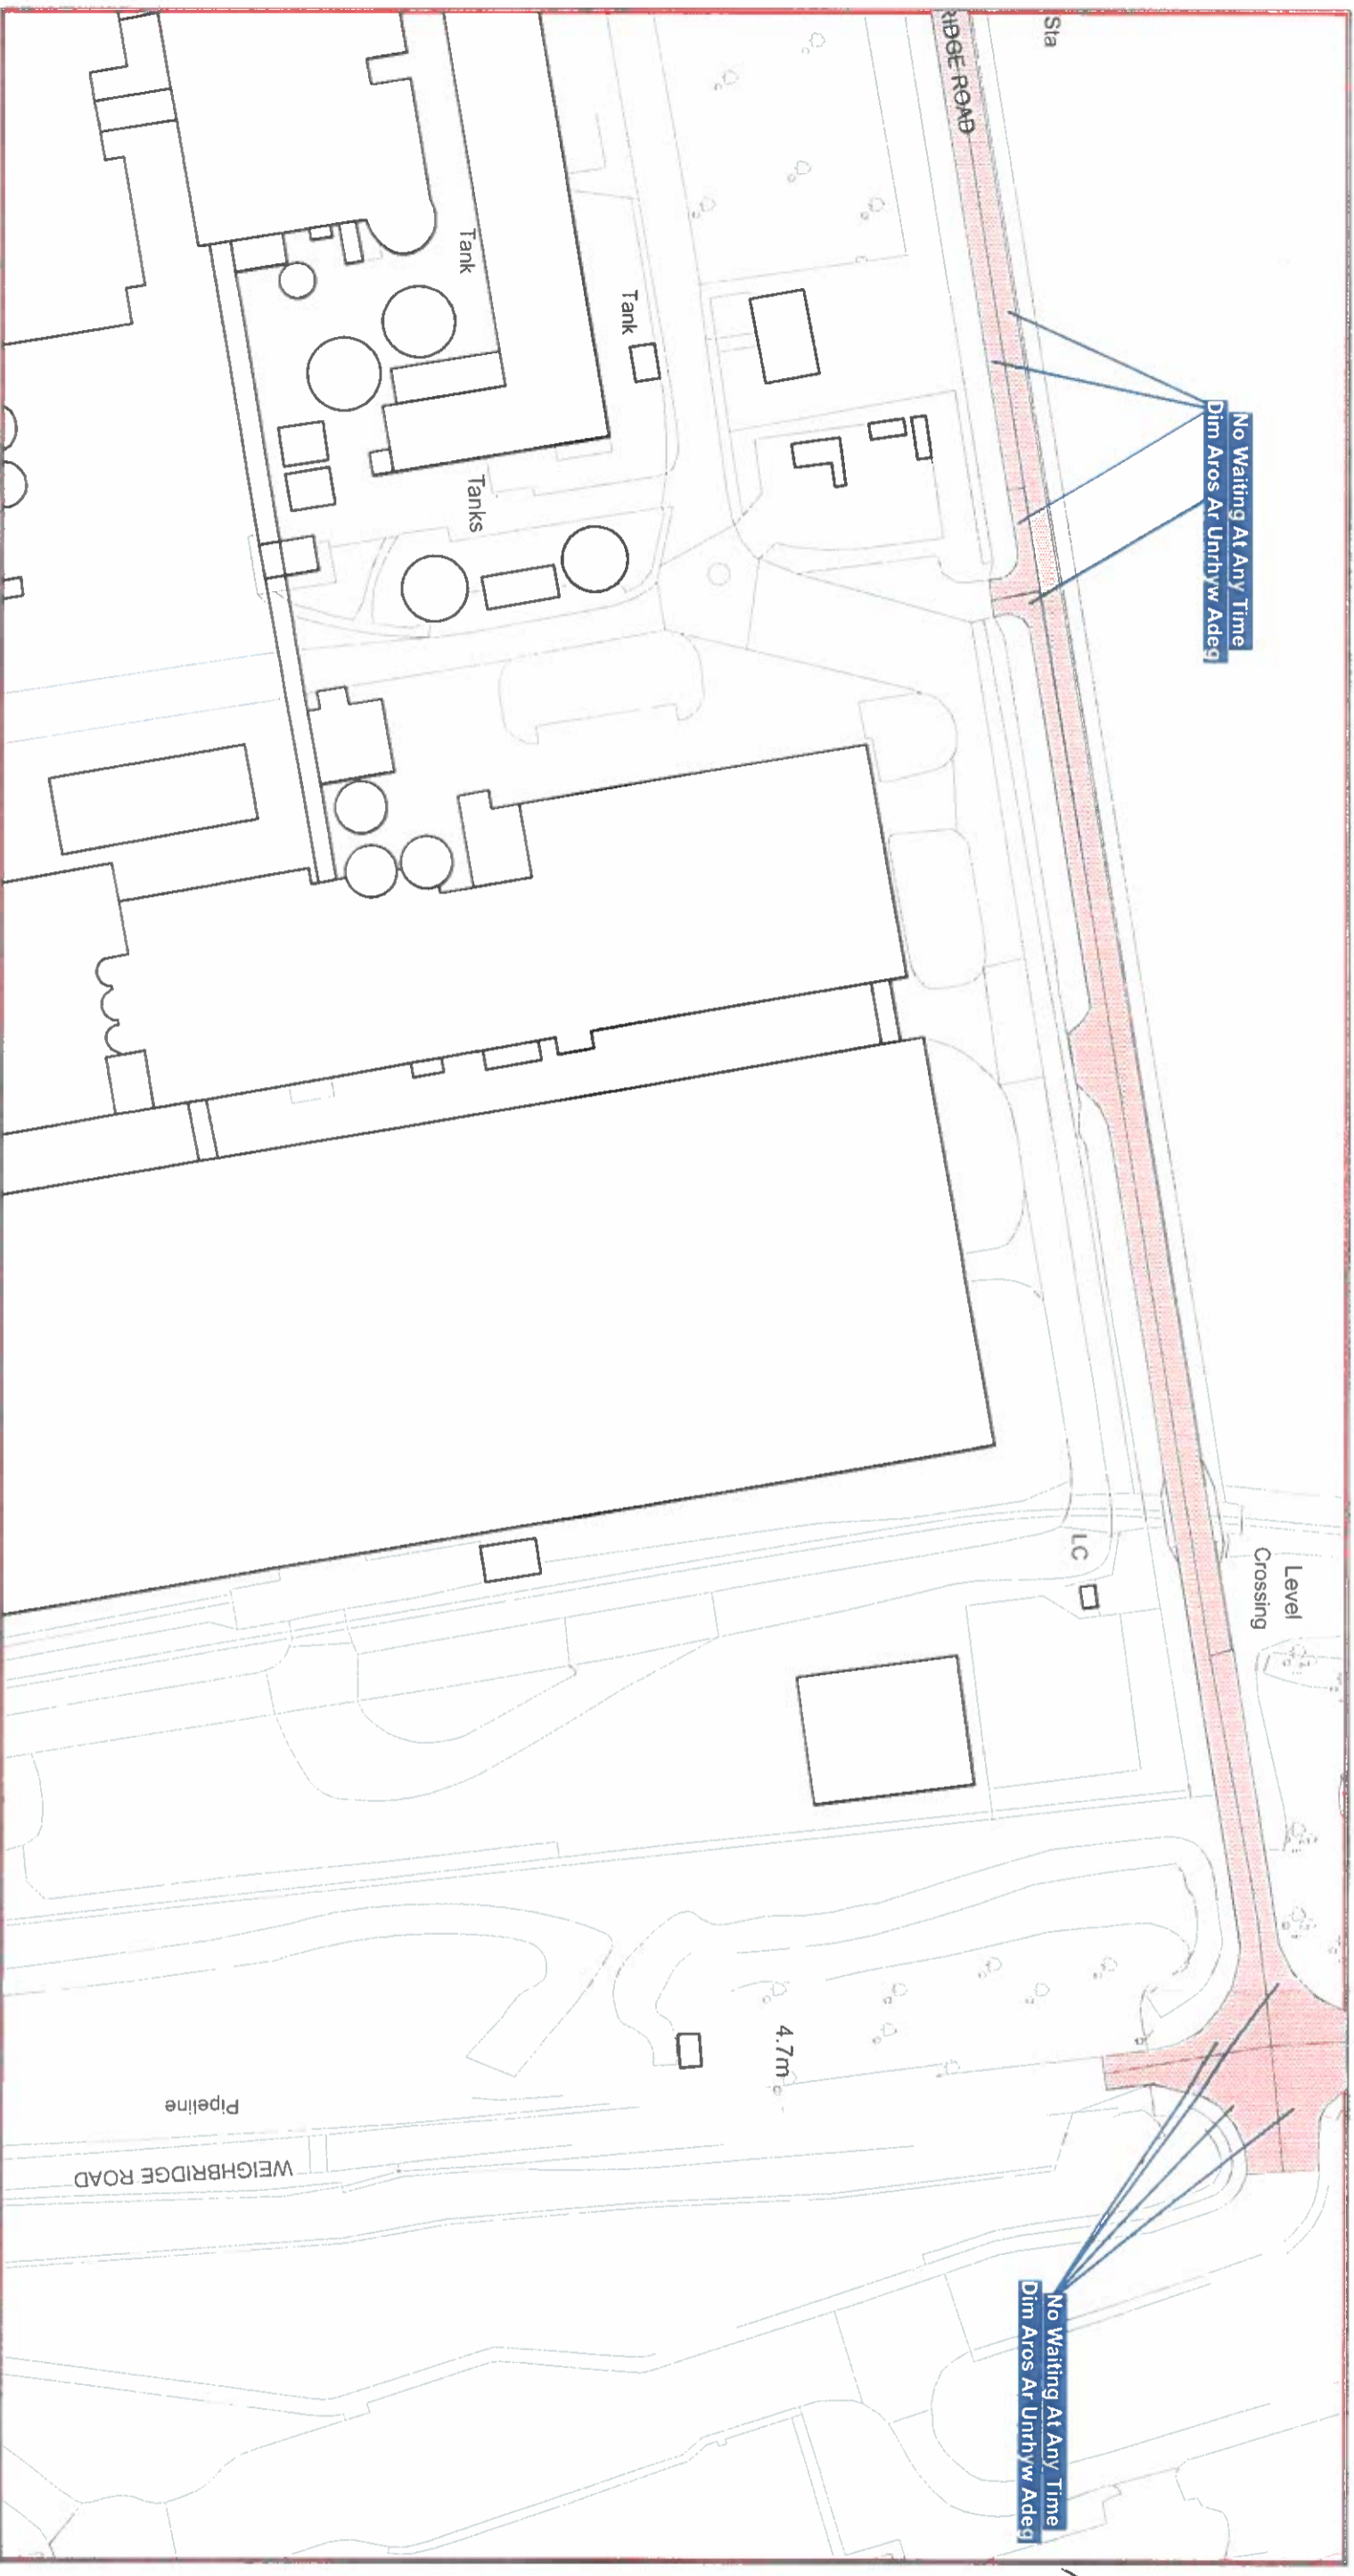 Sta
RIDGE ROAD
No Waiting At Any Time
Dim Aros Ar Unrhyw Adeg
Tank
Tank
Tanks
Level
Crossing
LC
4.7m
Pipeline
WEIGHBRIDGE ROAD
No Waiting At Any Time
Dim Aros Ar Unrhyw Adeg